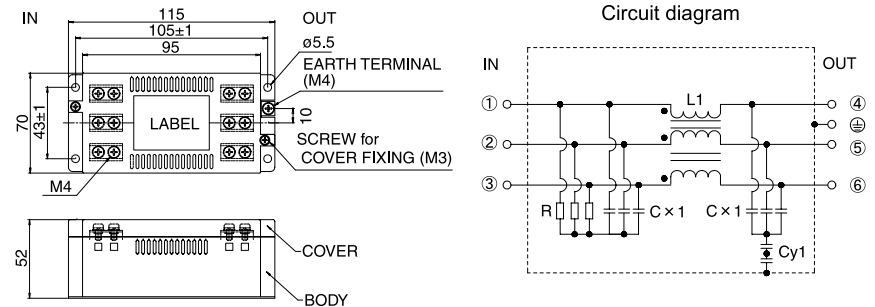 IN
115
OUT
105±1
95
ø5.5
EARTH TERMINAL
(M4)
10
70
43±1
LABEL
SCREW for
COVER FIXING (M3)
M4
52
COVER
BODY
Circuit diagram
IN
OUT
L1
①
④
②
⑤
③
⑥
R
C×1
C×1
Cy1